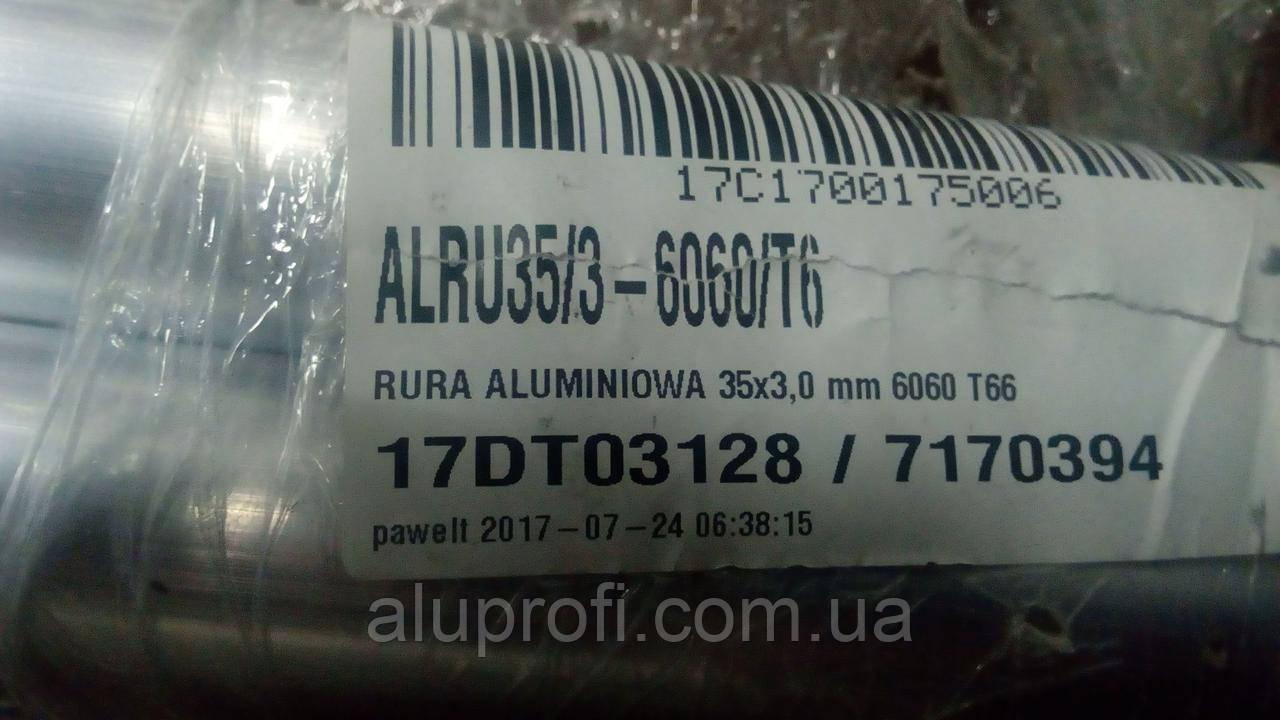 17C1700175006
ALRU35/3-6060/T6
RURA ALUMINIOWA 35x3,0 mm 6060 T66
17DT03128 / 7170394
pawelt 2017-07-24 06:38:15
aluprofi.com.ua